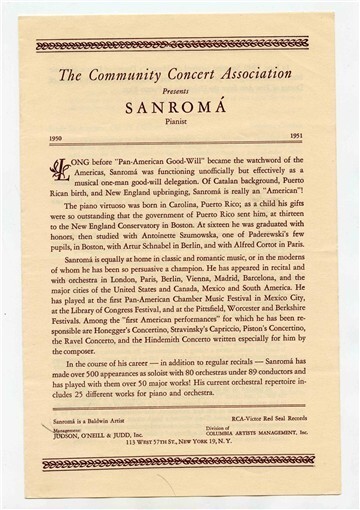 The Community Concert Association
Presents
SANROMÁ
Pianist
1950 1951
LONG before "Pan-American Good-Will" became the watchword of the
Americas, Sanromá was functioning unofficially but effectively as a
musical one-man good-will delegation. Of Catalan background, Puerto
Rican birth, and New England upbringing, Sanromá is really an "American"!
The piano virtuoso was born in Carolina, Puerto Rico; as a child his gifts
were so outstanding that the government of Puerto Rico sent him, at thirteen
to the New England Conservatory in Boston. At sixteen he was graduated with
honors, then studied with Antoinette Szumowska, one of Paderewski's few
pupils, in Boston, with Artur Schnabel in Berlin, and with Alfred Cortot in Paris.
Sanromá is equally at home in classic and romantic music, or in the moderns
of whom he has been so persuasive a champion. He has appeared in recital and
with orchestra in London, Paris, Berlin, Vienna, Madrid, Barcelona, and the
major cities of the United States and Canada, Mexico and South America. He
has played at the first Pan-American Chamber Music Festival in Mexico City,
at the Library of Congress Festival, and at the Pittsfield, Worcester and Berkshire
Festivals. Among the "first American performances" for which he has been re-
sponsible are Honegger's Concertino, Stravinsky's Capriccio, Piston's Concertino,
the Ravel Concerto, and the Hindemith Concerto written especially for him by
the composer.
In the course of his career — in addition to regular recitals — Sanromá has
made over 500 appearances as soloist with 80 orchestras under 89 conductors and
has played with them over 50 major works! His current orchestral repertoire in-
cludes 25 different works for piano and orchestra.
Sanromá is a Baldwin Artist RCA-Victor Red Seal Records
Management: Division of
JUDSON, O'NEILL & JUDD, Inc. COLUMBIA ARTISTS MANAGEMENT, Inc.
113 WEST 57TH ST., NEW YORK 19, N. Y.